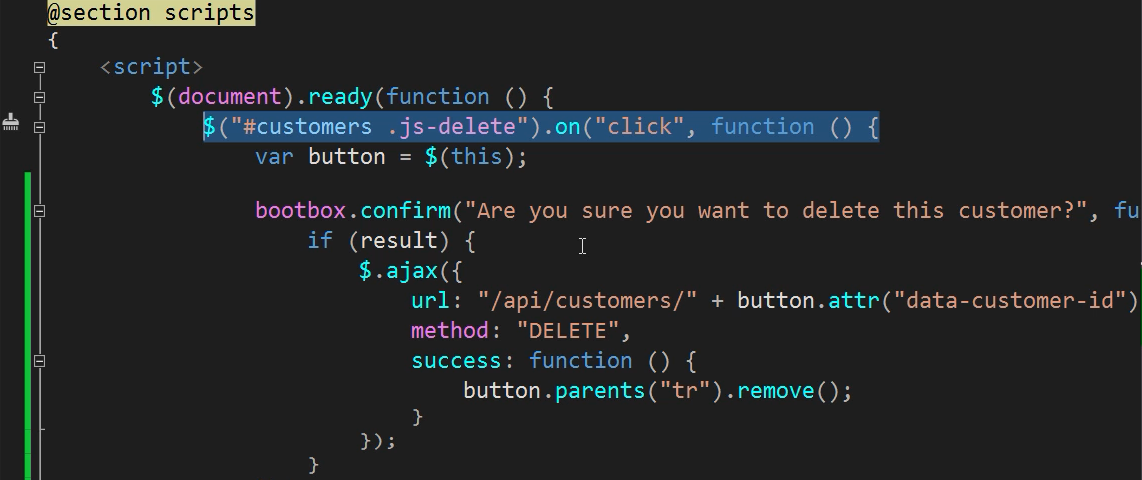 @section scripts
{
<script>
$(document).ready(function () {
$("#customers .js-delete").on("click", function () {
var button = $(this);
bootbox.confirm("Are you sure you want to delete this customer?", fu
if (result) {
$.ajax({
url: "/api/customers/" + button.attr("data-customer-id")
method: "DELETE",
success: function () {
button.parents("tr").remove();
}
});
}